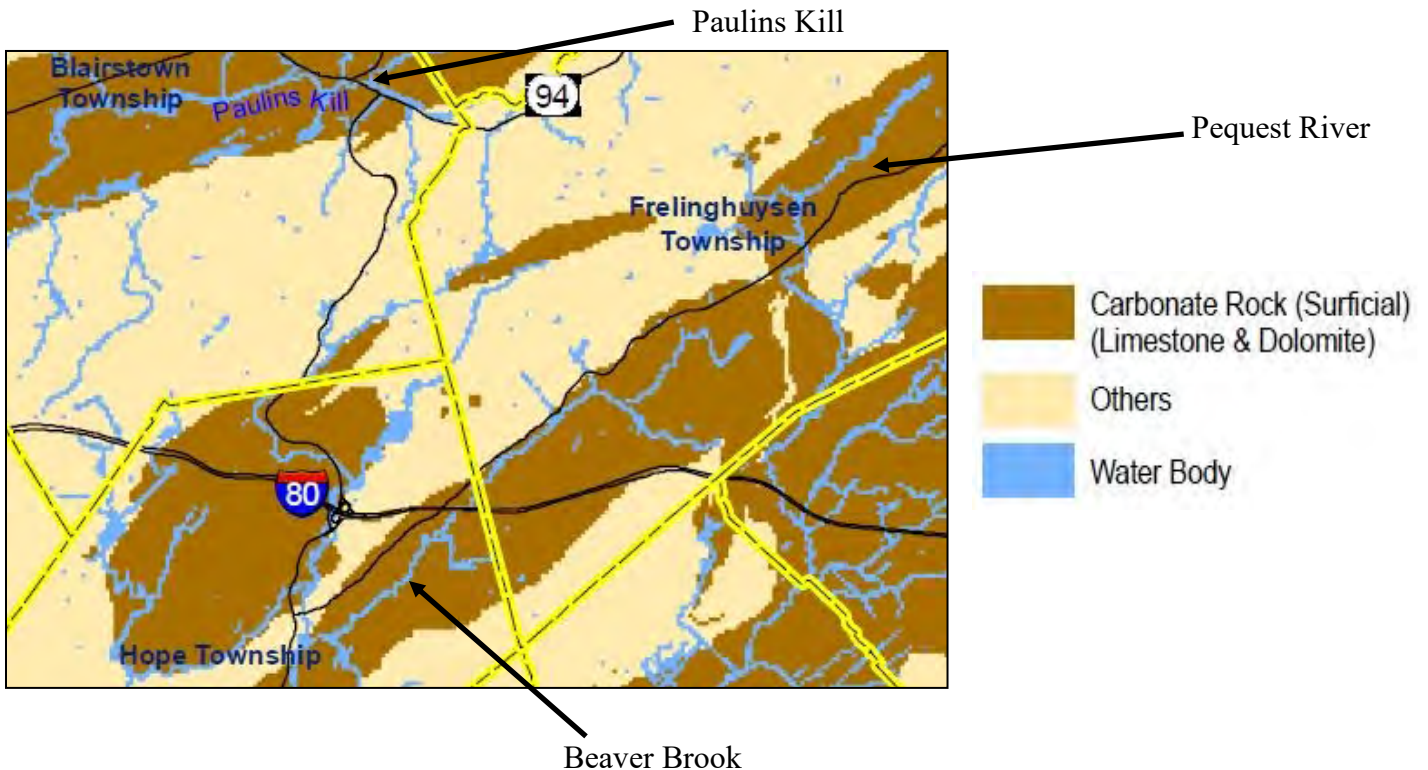 Paulins Kill
Blairstown
Township
Paulins Kill
94
Pequest River
Frelinghuysen
Township
Carbonate Rock (Surficial)
(Limestone & Dolomite)
Others
Water Body
80
Hope Township
Beaver Brook